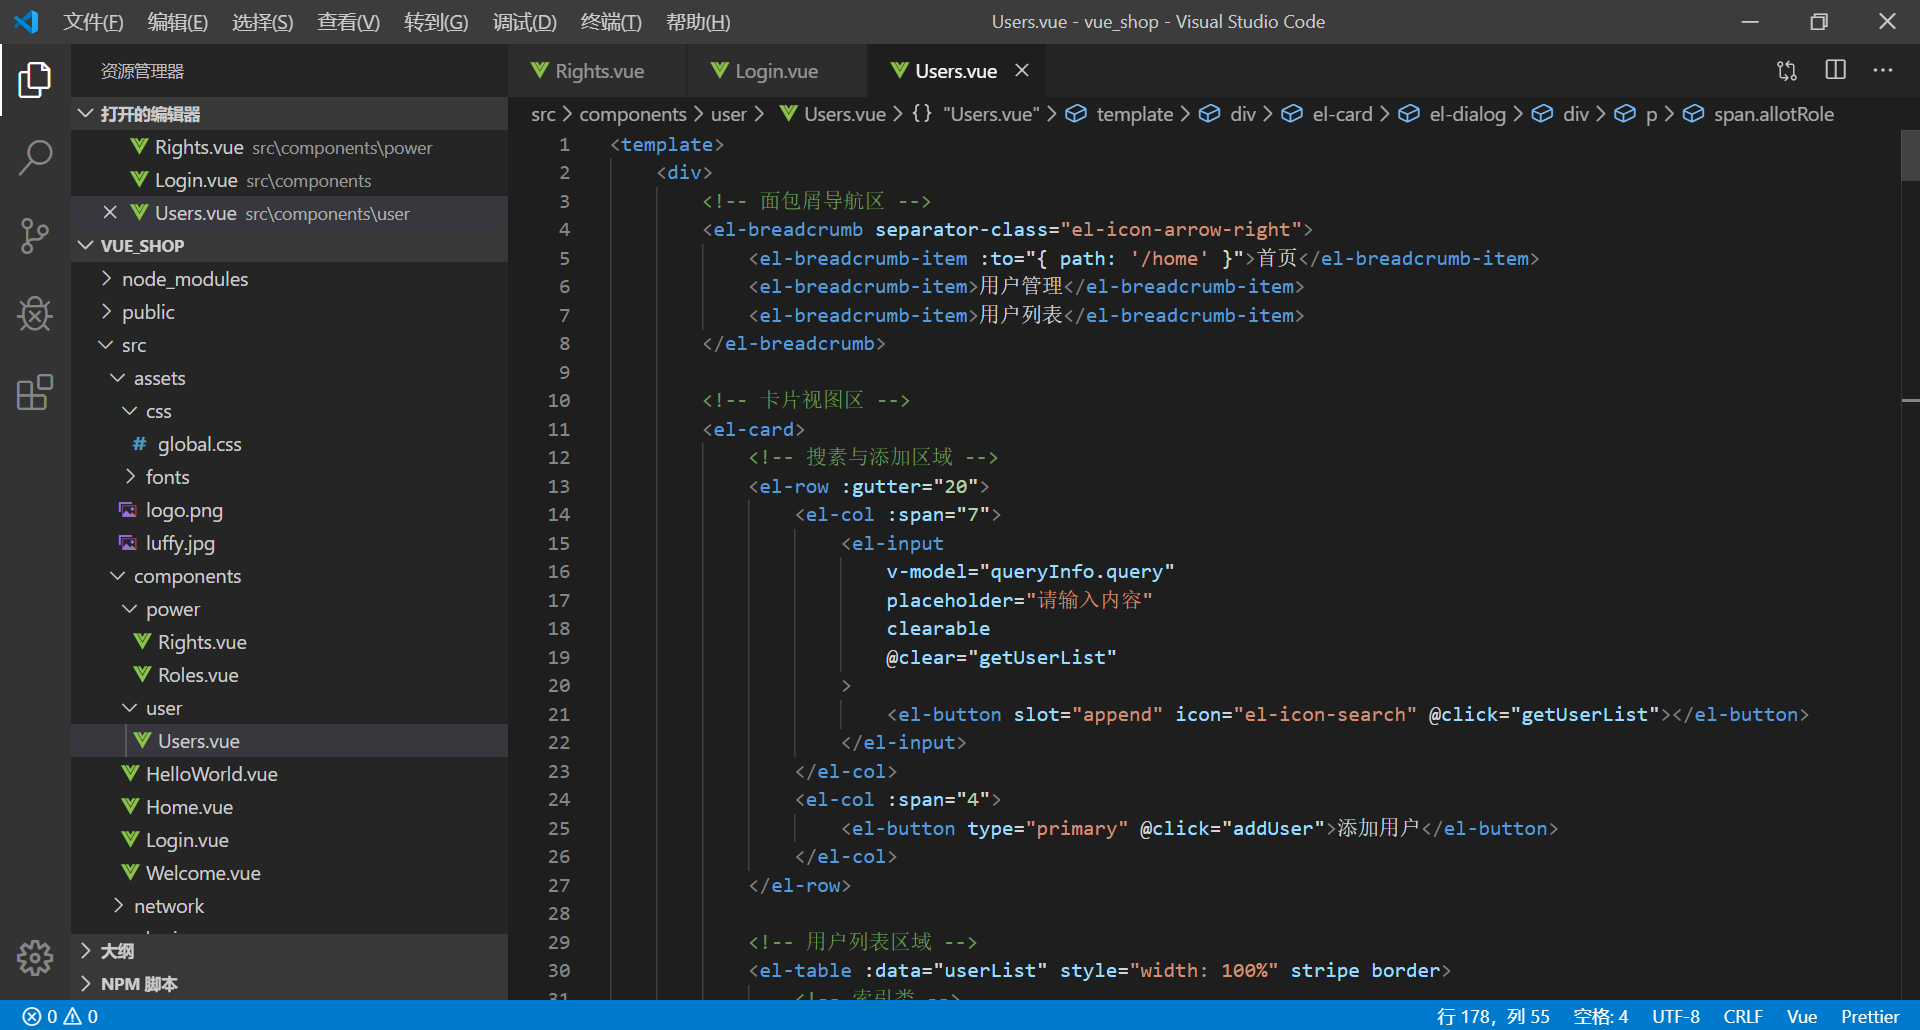 文件(F) 编辑(E) 选择(S) 查看(V) 转到(G) 调试(D) 终端(T) 帮助(H) Users.vue - vue_shop - Visual Studio Code
资源管理器
打开的编辑器
Rights.vue src\components\power
Login.vue src\components
Users.vue src\components\user
VUE_SHOP
node_modules
public
src
assets
css
# global.css
fonts
logo.png
luffy.jpg
components
power
Rights.vue
Roles.vue
user
Users.vue
HelloWorld.vue
Home.vue
Login.vue
Welcome.vue
network
大纲
NPM 脚本
Rights.vue Login.vue Users.vue
src > components > user > Users.vue > {} "Users.vue" > template > div > el-card > el-dialog > div > p > span.allotRole
1 <template>
2 <div>
3 <!-- 面包屑导航区 -->
4 <el-breadcrumb separator-class="el-icon-arrow-right">
5 <el-breadcrumb-item :to="{ path: '/home' }">首页</el-breadcrumb-item>
6 <el-breadcrumb-item>用户管理</el-breadcrumb-item>
7 <el-breadcrumb-item>用户列表</el-breadcrumb-item>
8 </el-breadcrumb>
9
10 <!-- 卡片视图区 -->
11 <el-card>
12 <!-- 搜素与添加区域 -->
13 <el-row :gutter="20">
14 <el-col :span="7">
15 <el-input
16 v-model="queryInfo.query"
17 placeholder="请输入内容"
18 clearable
19 @clear="getUserList"
20 >
21 <el-button slot="append" icon="el-icon-search" @click="getUserList"></el-button>
22 </el-input>
23 </el-col>
24 <el-col :span="4">
25 <el-button type="primary" @click="addUser">添加用户</el-button>
26 </el-col>
27 </el-row>
28
29 <!-- 用户列表区域 -->
30 <el-table :data="userList" style="width: 100%" stripe border>
31 <!-- 索引类 -->
0 0 行 178，列 55 空格: 4 UTF-8 CRLF Vue Prettier